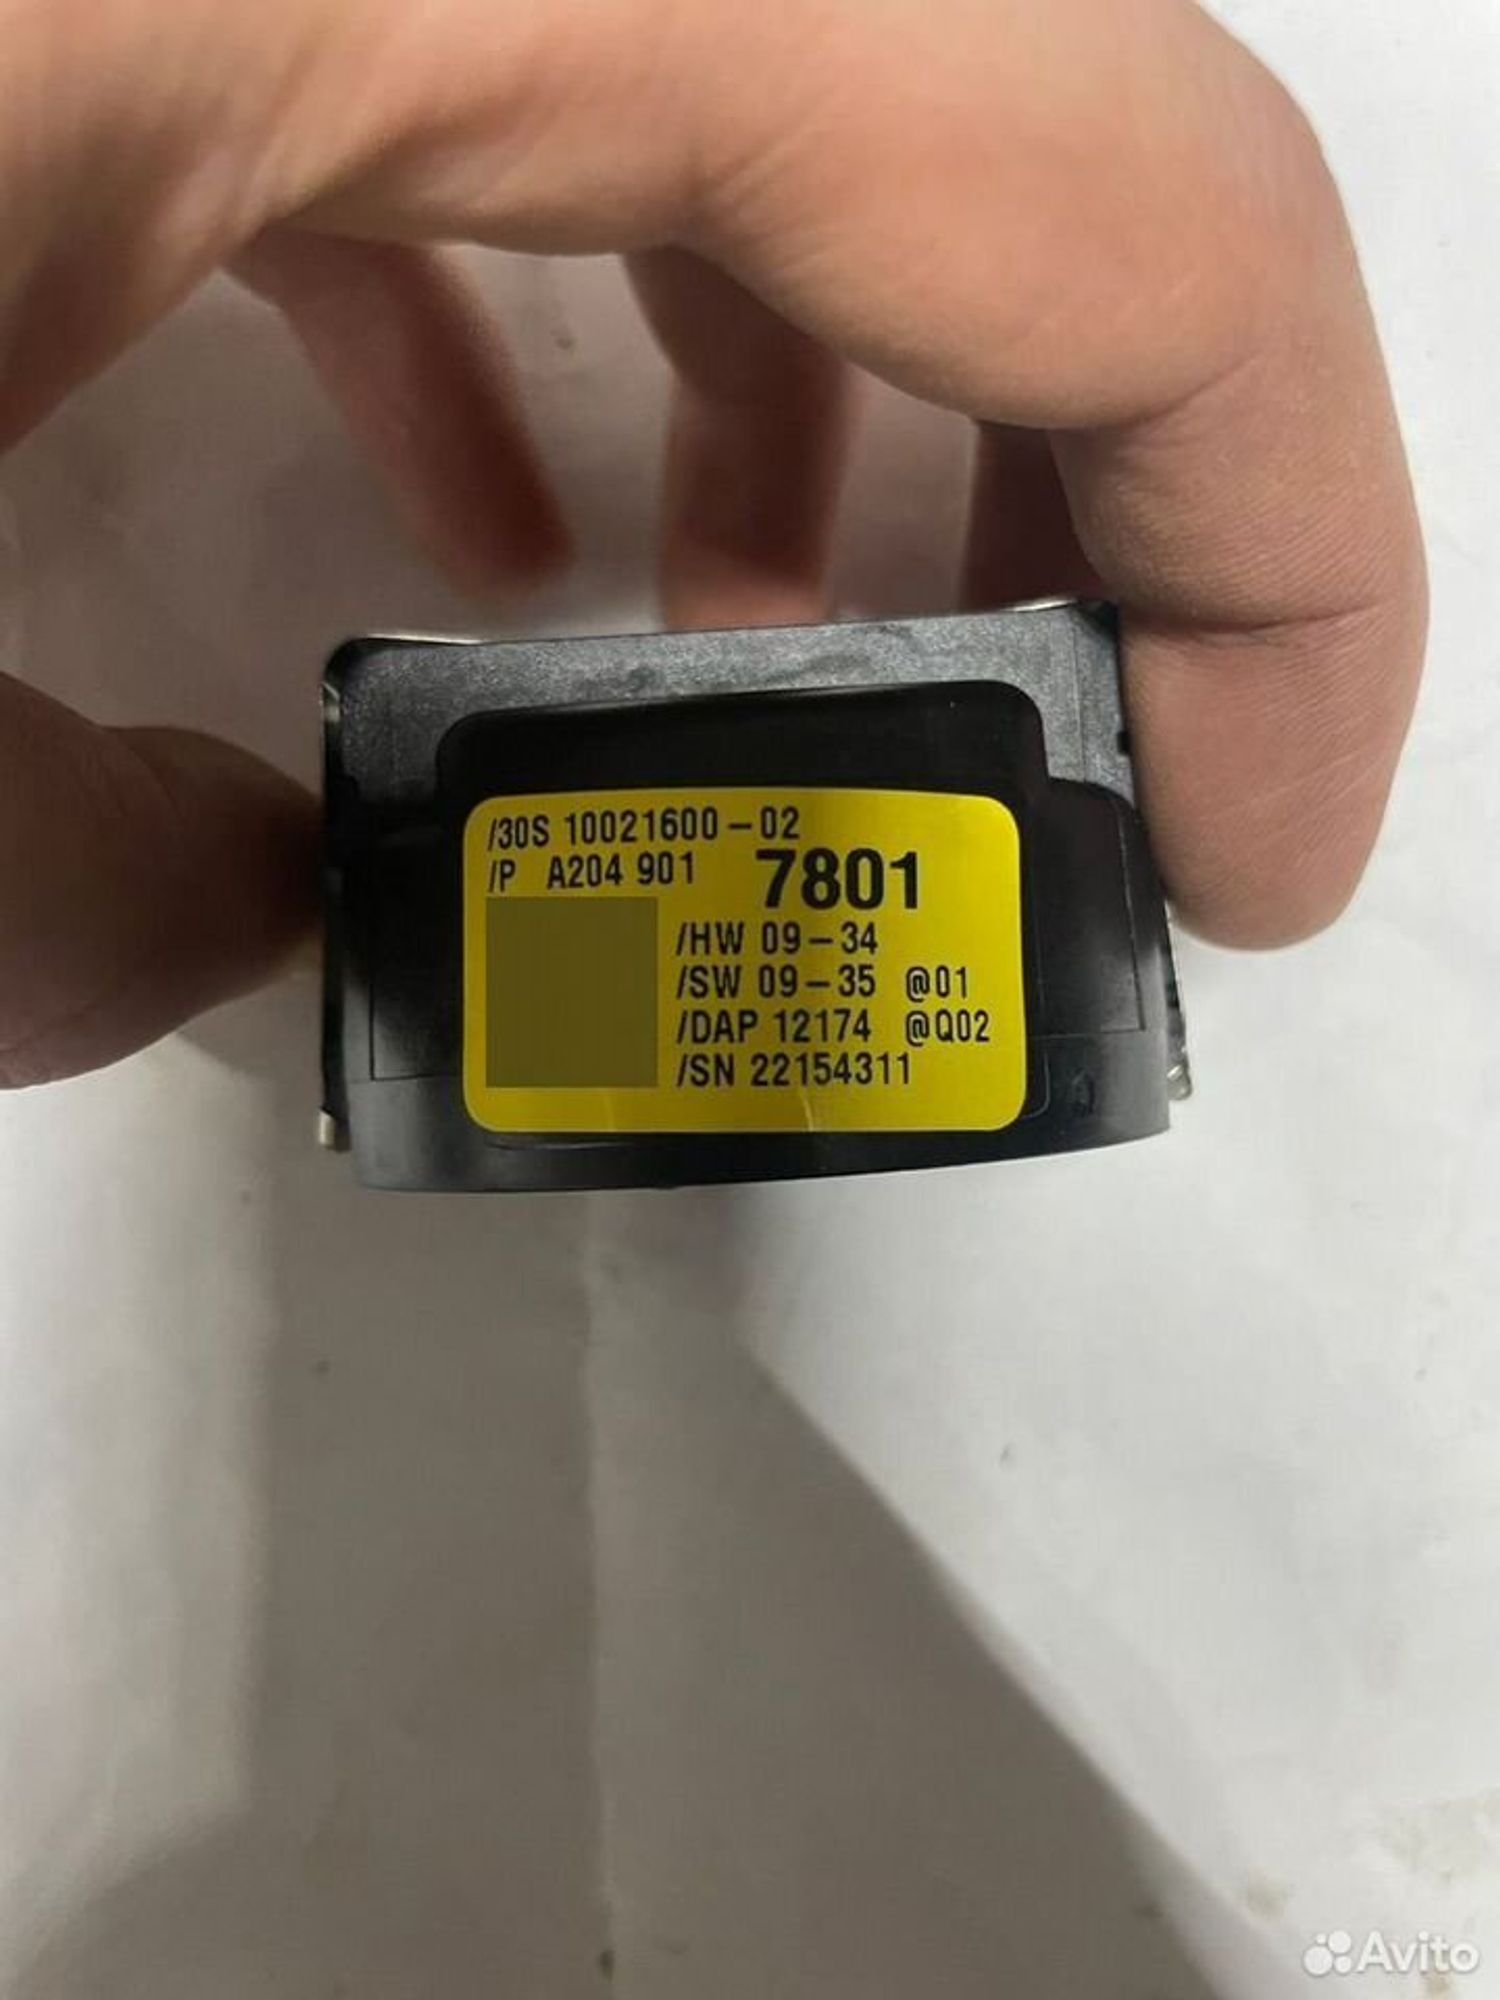 /30S 10021600-02
/P A204 901 7801
/HW 09-34
/SW 09-35 @01
/DAP 12174 @Q02
/SN 22154311
Avito